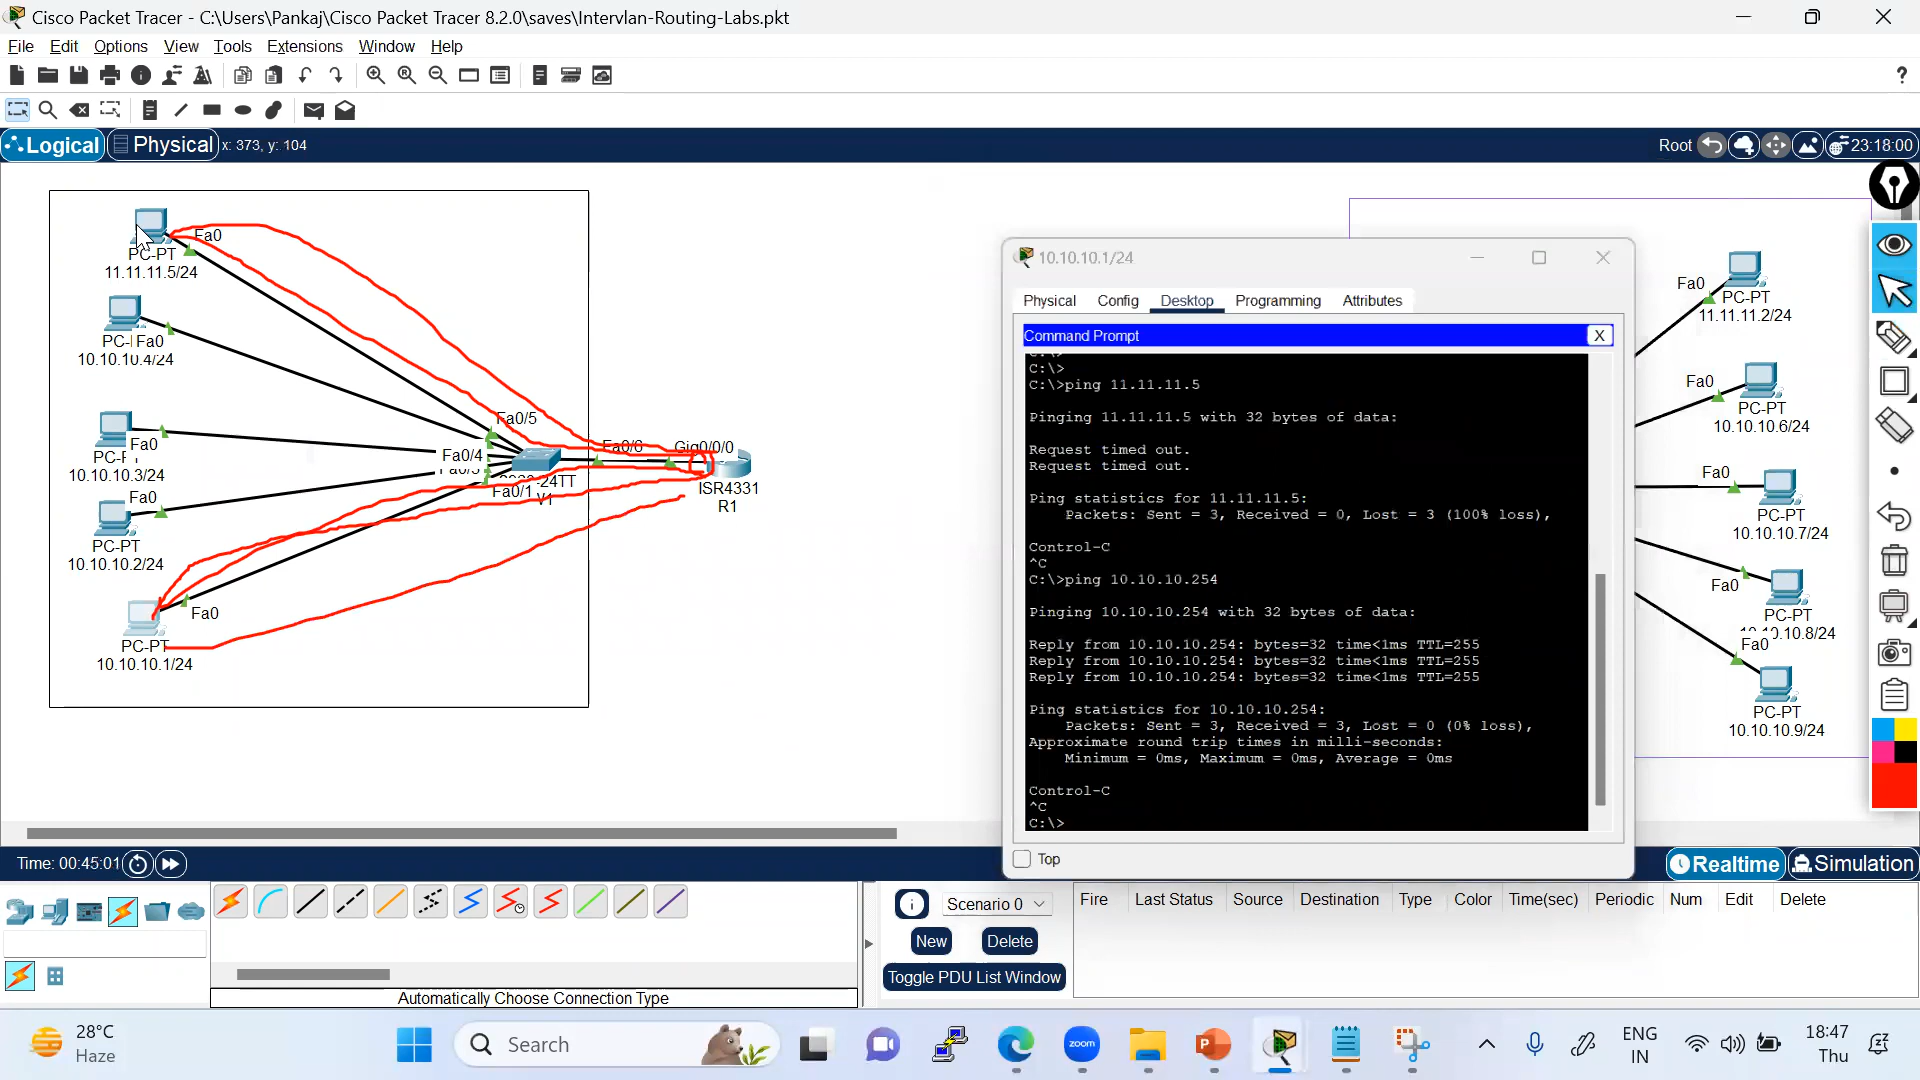 Cisco Packet Tracer - C:\Users\Pankaj\Cisco Packet Tracer 8.2.0\saves\Intervlan-Routing-Labs.pkt
File Edit Options View Tools Extensions Window Help
?
Logical Physical x: 373, y: 104
Root 23:18:00
Fa0
PC-PT
11.11.11.5/24
Fa0
10.10.10.4/24
Fa0
10.10.10.3/24
Fa0
PC-PT
10.10.10.2/24
Fa0
PC-PT
10.10.10.1/24
Fa0/5
Fa0/4
Fa0/1
Fa0/6
Gig0/0/0
ISR4331
R1
10.10.10.1/24
Physical Config Desktop Programming Attributes
Command Prompt X
C:\>
C:\>ping 11.11.11.5
Pinging 11.11.11.5 with 32 bytes of data:
Request timed out.
Request timed out.
Ping statistics for 11.11.11.5:
Packets: Sent = 3, Received = 0, Lost = 3 (100% loss),
Control-C
^C
C:\>ping 10.10.10.254
Pinging 10.10.10.254 with 32 bytes of data:
Reply from 10.10.10.254: bytes=32 time<1ms TTL=255
Reply from 10.10.10.254: bytes=32 time<1ms TTL=255
Reply from 10.10.10.254: bytes=32 time<1ms TTL=255
Ping statistics for 10.10.10.254:
Packets: Sent = 3, Received = 3, Lost = 0 (0% loss),
Approximate round trip times in milli-seconds:
Minimum = 0ms, Maximum = 0ms, Average = 0ms
Control-C
^C
C:\>
Top
Fa0
PC-PT
11.11.11.2/24
Fa0
PC-PT
10.10.10.6/24
Fa0
PC-PT
10.10.10.7/24
Fa0
PC-PT
Fa0
PC-PT
10.10.10.9/24
Time: 00:45:01
Realtime Simulation
Scenario 0
New Delete
Toggle PDU List Window
Fire Last Status Source Destination Type Color Time(sec) Periodic Num Edit Delete
Automatically Choose Connection Type
28°C
Haze
Search
zoom
ENG
IN
18:47
Thu